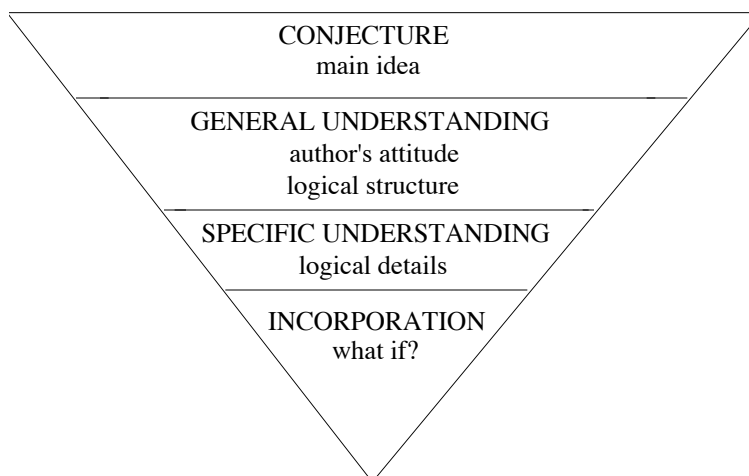 CONJECTURE
main idea
GENERAL UNDERSTANDING
author's attitude
logical structure
SPECIFIC UNDERSTANDING
logical details
INCORPORATION
what if?